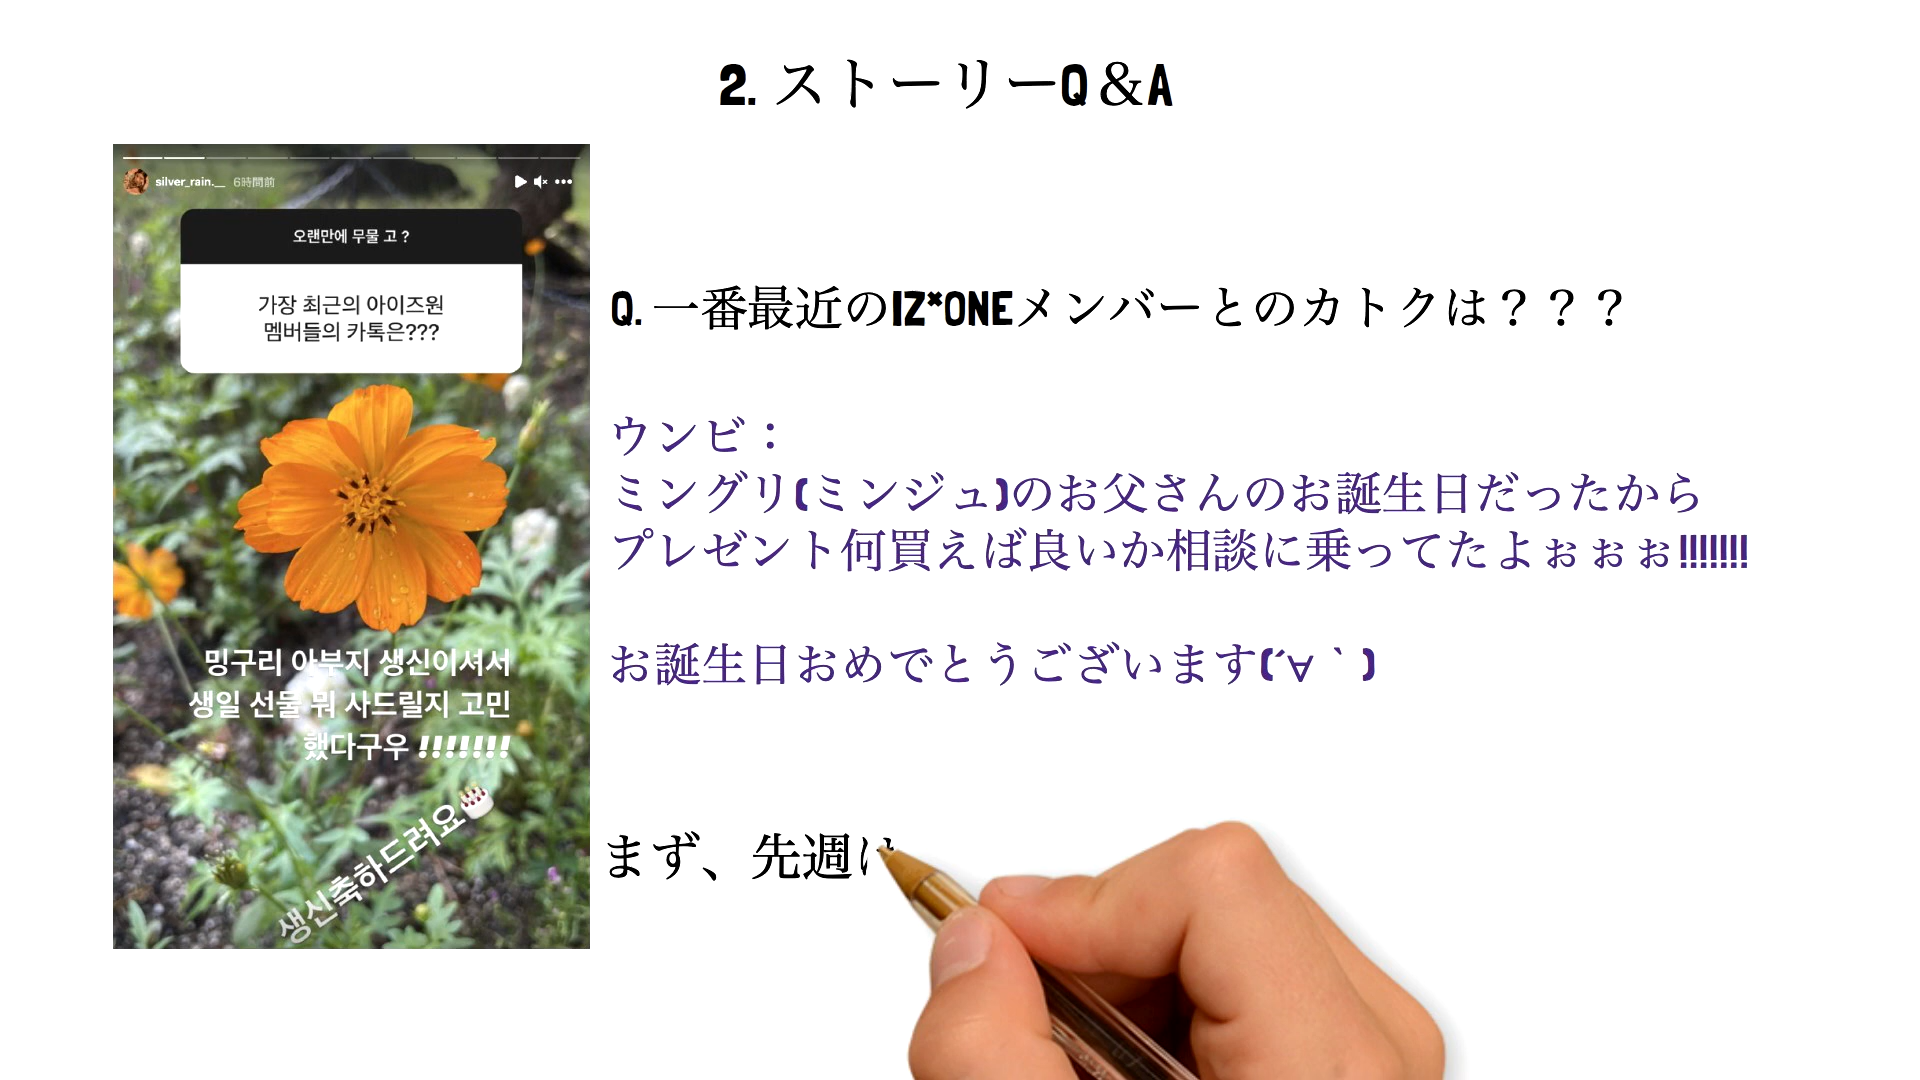 2. ストーリーQ&A
silver_rain.__ 6時間前
오랜만에 무물 고 ?
가장 최근의 아이즈원
멤버들의 카톡은???
밍구리 아부지 생신이셔서
생일 선물 뭐 사드릴지 고민
했다구우 !!!!!!!
생신축하드려요🎂
Q. 一番最近のIZ*ONEメンバーとのカトクは？？？
ウンビ：
ミングリ(ミンジュ)のお父さんのお誕生日だったから
プレゼント何買えば良いか相談に乗ってたよぉぉぉ!!!!!!!
お誕生日おめでとうございます(´∀｀)
まず、先週は